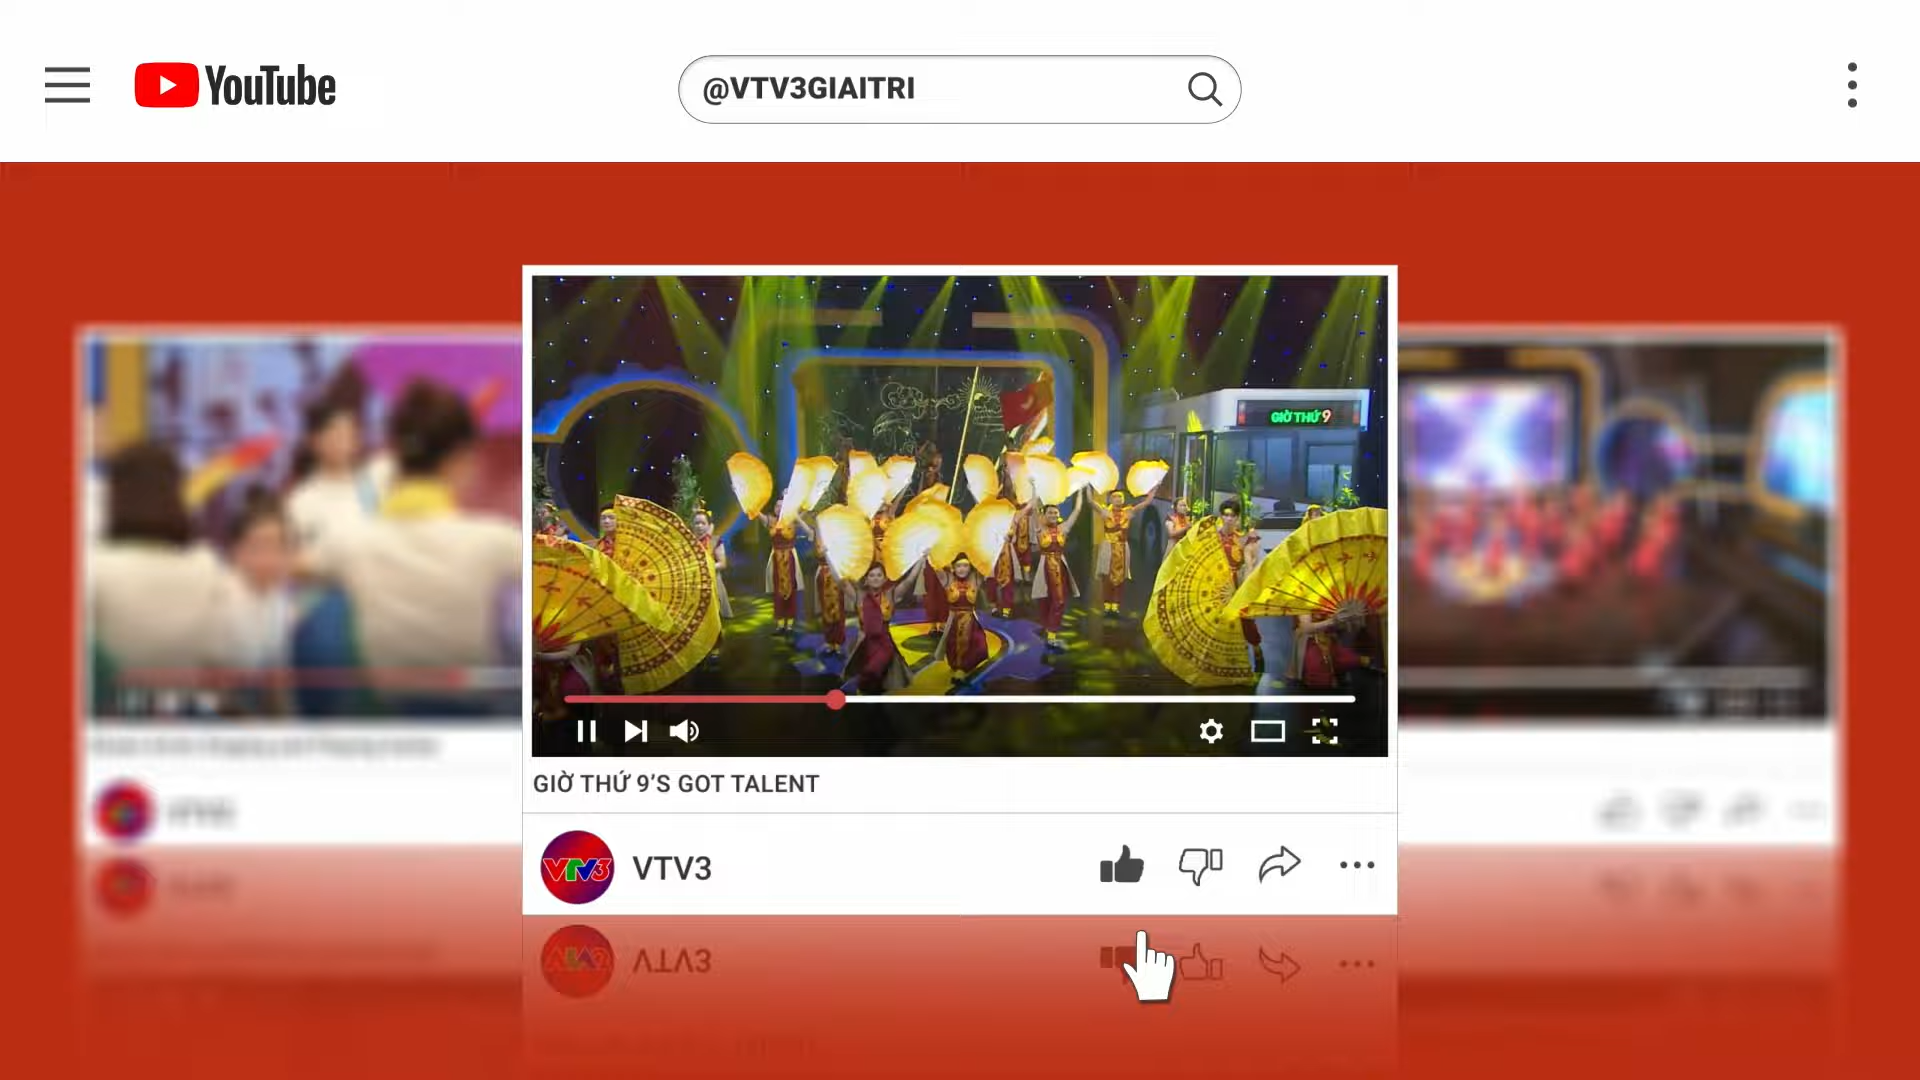 YouTube
@VTV3GIAITRI
GIỜ THỨ 9
GIỜ THỨ 9’S GOT TALENT
VTV3
VTV3